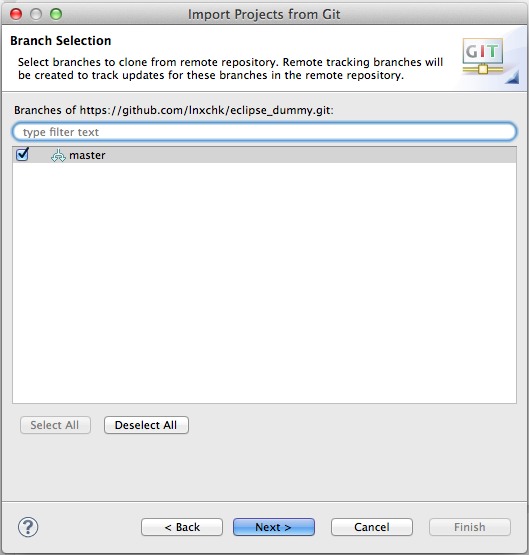 Import Projects from Git
Branch Selection
Select branches to clone from remote repository. Remote tracking branches will
be created to track updates for these branches in the remote repository.
GIT
Branches of https://github.com/lnxchk/eclipse_dummy.git:
type filter text
master
Select All
Deselect All
?
< Back
Next >
Cancel
Finish